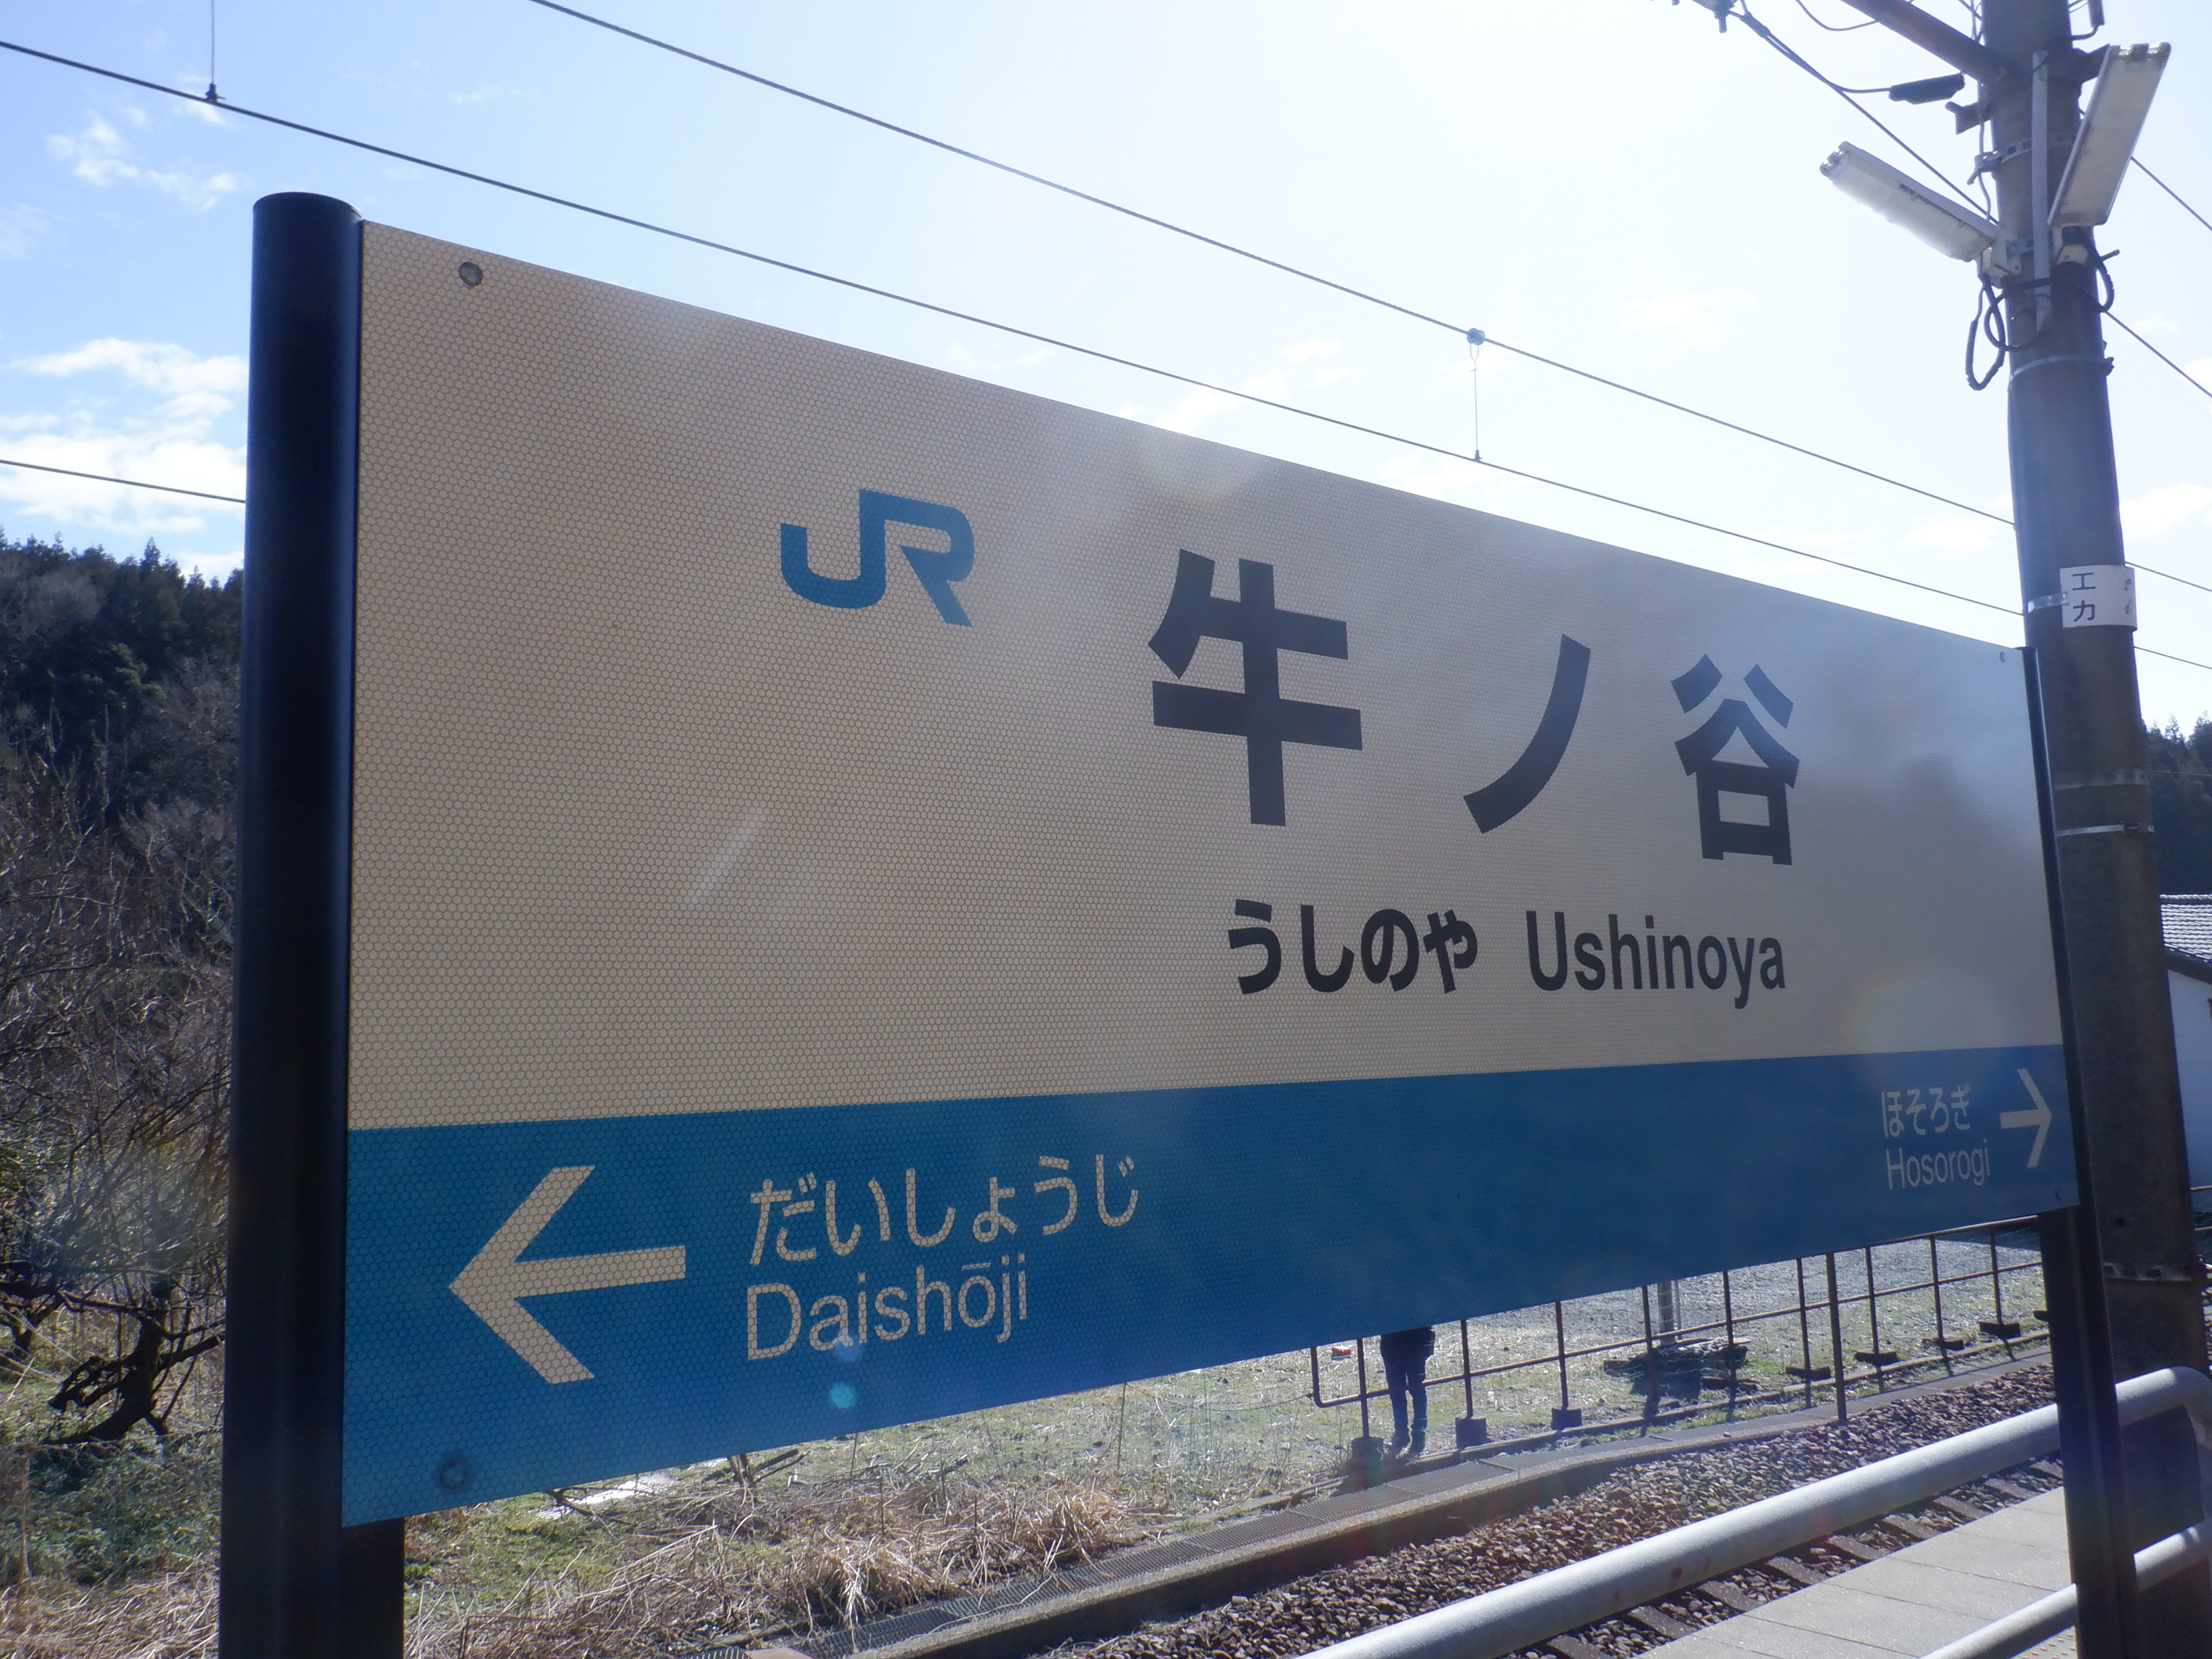 JR
牛ノ谷
うしのや Ushinoya
だいしょうじ
Daishōji
ほそろぎ
Hosorogi
エ
カ